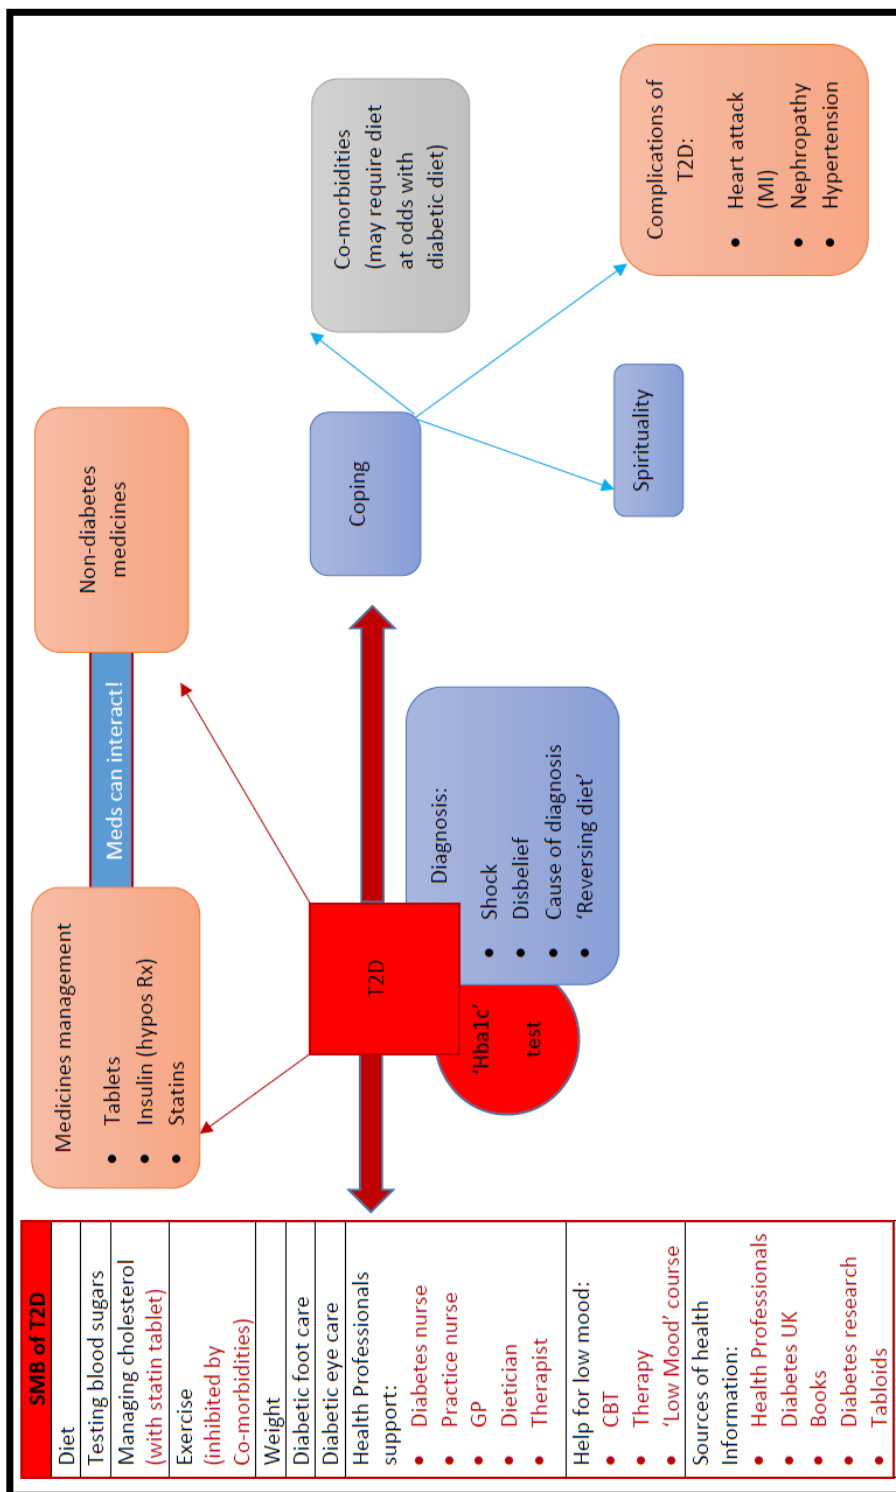 SMB of T2D
Diet
Testing blood sugars
Managing cholesterol
(with statin tablet)
Exercise
(inhibited by
Co-morbidities)
Weight
Diabetic foot care
Diabetic eye care
Health Professionals
support:
• Diabetes nurse
• Practice nurse
• GP
• Dietician
• Therapist
Help for low mood:
• CBT
• Therapy
• ‘Low Mood’ course
Sources of health
Information:
• Health Professionals
• Diabetes UK
• Books
• Diabetes research
• Tabloids
Medicines management
• Tablets
• Insulin (hypos Rx)
• Statins
Meds can interact!
Non-diabetes
medicines
T2D
‘Hba1c’
test
Diagnosis:
• Shock
• Disbelief
• Cause of diagnosis
• ‘Reversing diet’
Coping
Co-morbidities
(may require diet
at odds with
diabetic diet)
Spirituality
Complications of
T2D:
• Heart attack
(MI)
• Nephropathy
• Hypertension